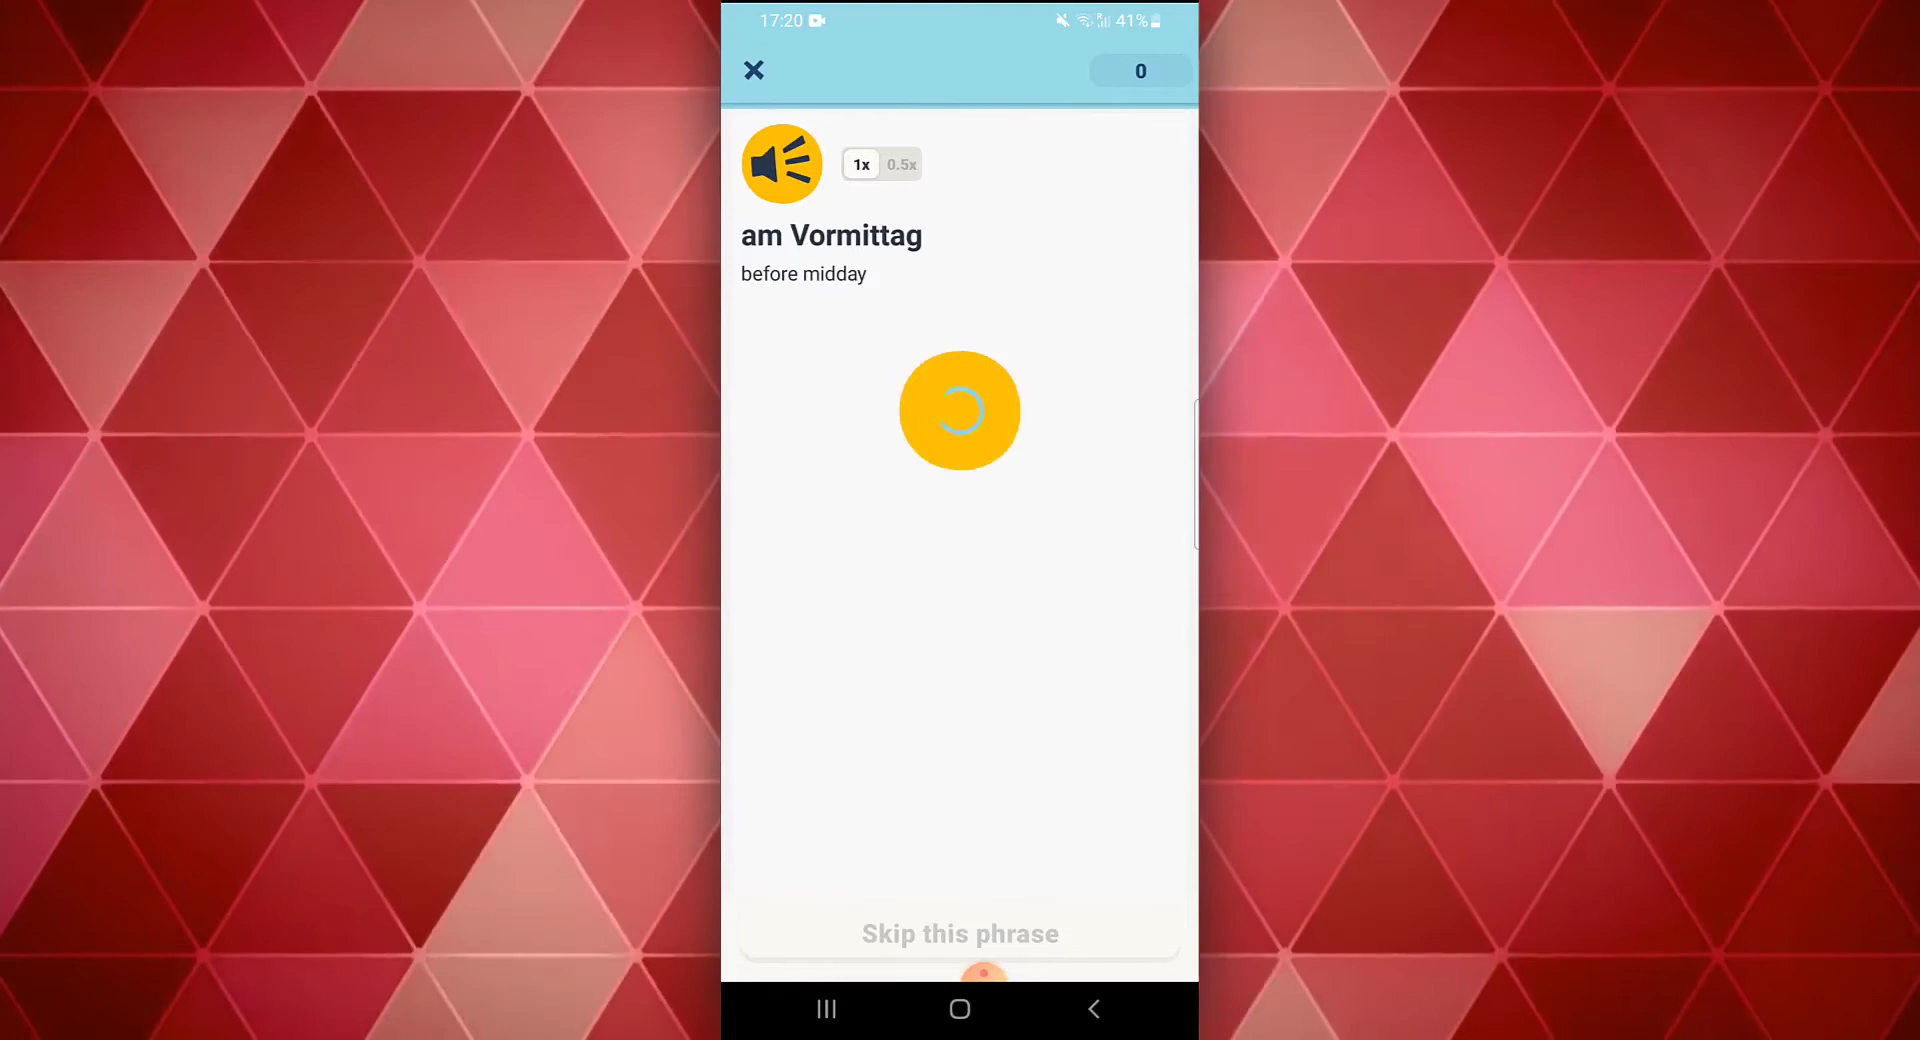 17:20 41%
0
1x 0.5x
am Vormittag
before midday
Skip this phrase